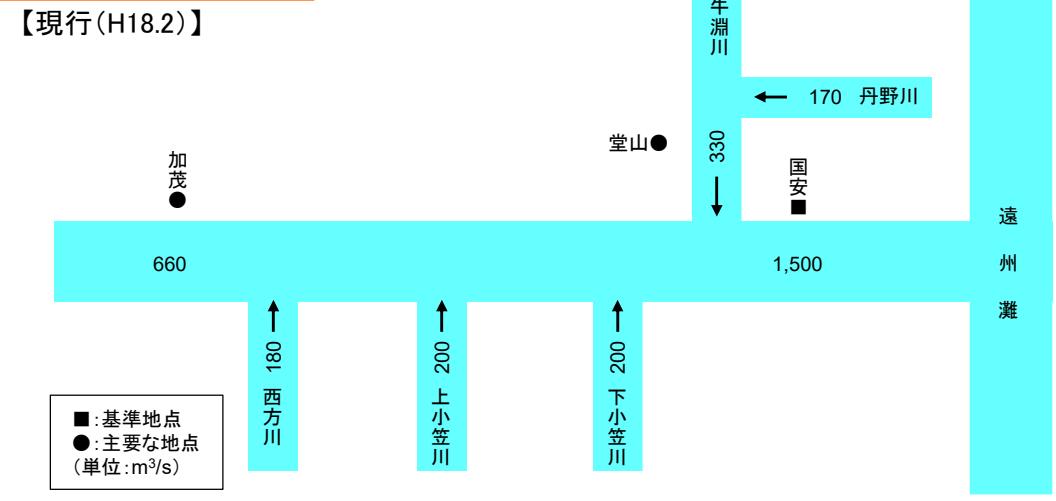 【現行(H18.2)】
牛淵川
← 170 丹野川
堂山●
330
→
加茂
●
国安
■
660
1,500
遠州灘
→
180
西方川
→
200
上小笠川
→
200
下小笠川
■:基準地点
●:主要な地点
(単位:m³/s)